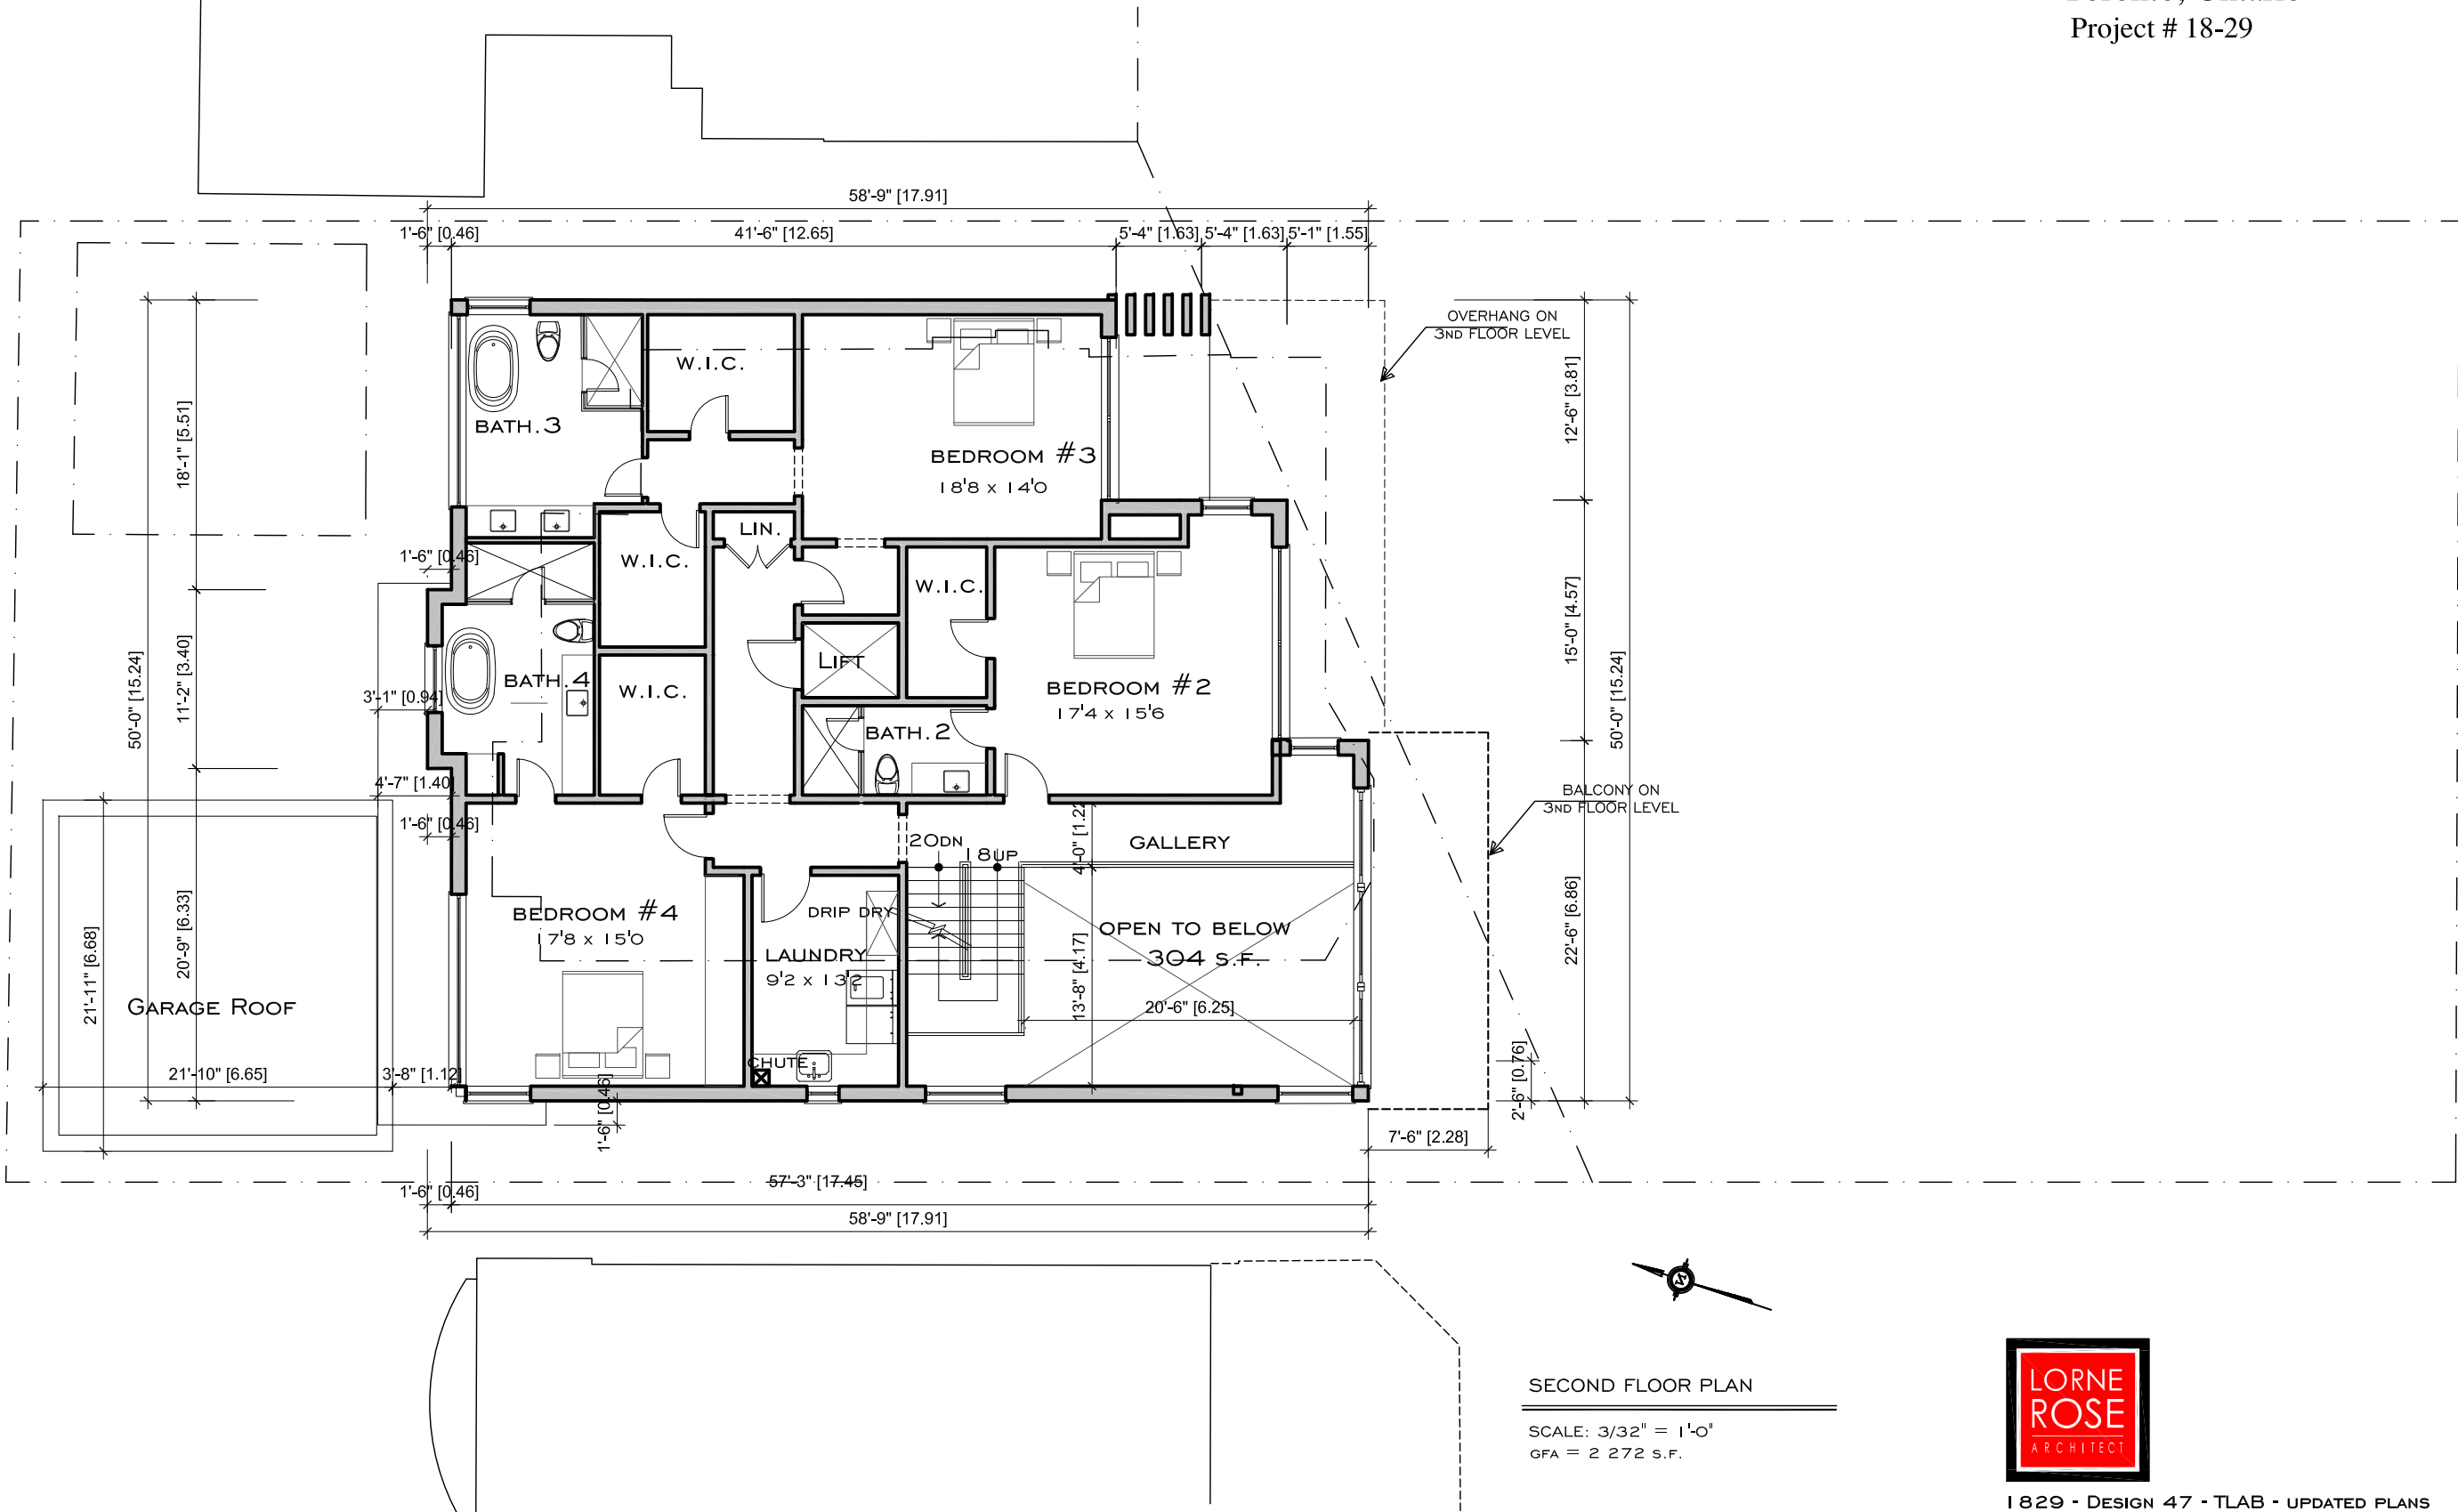 Toronto, Ontario
Project # 18-29
58'-9" [17.91]
1'-6" [0.46]
41'-6" [12.65]
5'-4" [1.63]
5'-4" [1.63]
5'-1" [1.55]
OVERHANG ON
3ND FLOOR LEVEL
W.I.C.
BATH.3
BEDROOM #3
18'8 x 14'0
18'-1" [5.51]
12'-6" [3.81]
LIN.
W.I.C.
W.I.C.
1'-6" [0.46]
15'-0" [4.57]
LIFT
BATH.4
W.I.C.
BEDROOM #2
17'4 x 15'6
3'-1" [0.94]
11'-2" [3.40]
50'-0" [15.24]
50'-0" [15.24]
BATH.2
4'-7" [1.40]
BALCONY ON
3ND FLOOR LEVEL
1'-6" [0.46]
20DN
18UP
4'-0" [1.22]
GALLERY
BEDROOM #4
17'8 x 15'0
DRIP DRY
LAUNDRY
9'2 x 13'2
OPEN TO BELOW
304 S.F.
20'-9" [6.33]
22'-6" [6.86]
21'-11" [6.68]
13'-8" [4.17]
20'-6" [6.25]
GARAGE ROOF
CHUTE
21'-10" [6.65]
3'-8" [1.12]
1'-6" [0.46]
2'-6" [0.76]
7'-6" [2.28]
1'-6" [0.46]
57'-3" [17.45]
58'-9" [17.91]
SECOND FLOOR PLAN
SCALE: 3/32" = 1'-0"
GFA = 2 272 S.F.
LORNE
ROSE
ARCHITECT
1829 - DESIGN 47 - TLAB - UPDATED PLANS